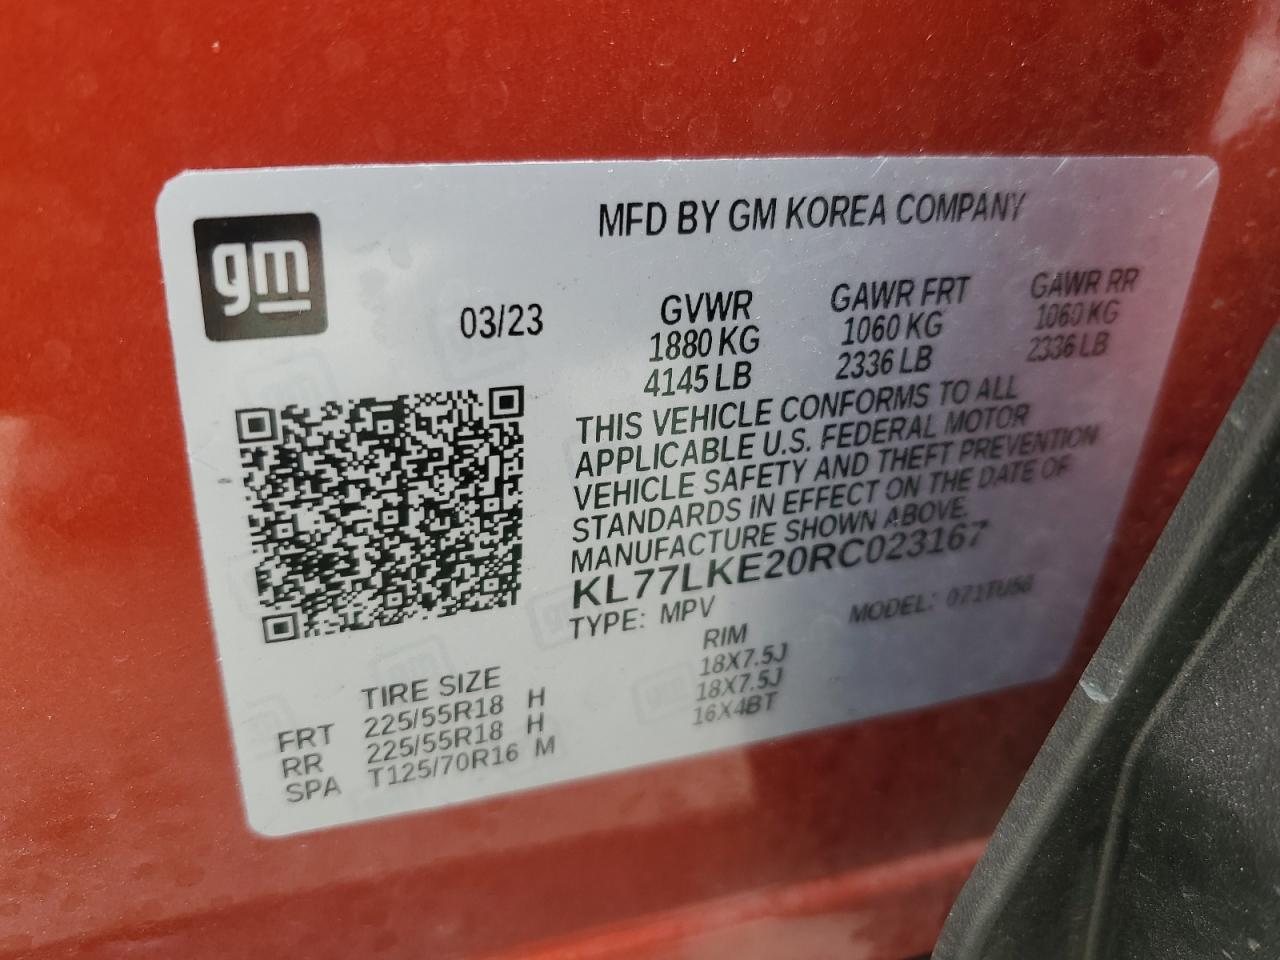 gm
MFD BY GM KOREA COMPANY
03/23
GVWR GAWR FRT GAWR RR
1880 KG 1060 KG 1060 KG
4145 LB 2336 LB 2336 LB
THIS VEHICLE CONFORMS TO ALL
APPLICABLE U.S. FEDERAL MOTOR
VEHICLE SAFETY AND THEFT PREVENTION
STANDARDS IN EFFECT ON THE DATE OF
MANUFACTURE SHOWN ABOVE.
KL77LKE20RC023167
TYPE: MPV MODEL:
TIRE SIZE RIM
FRT 225/55R18 H 18X7.5J
RR 225/55R18 H 18X7.5J
SPA T125/70R16 M 16X4BT